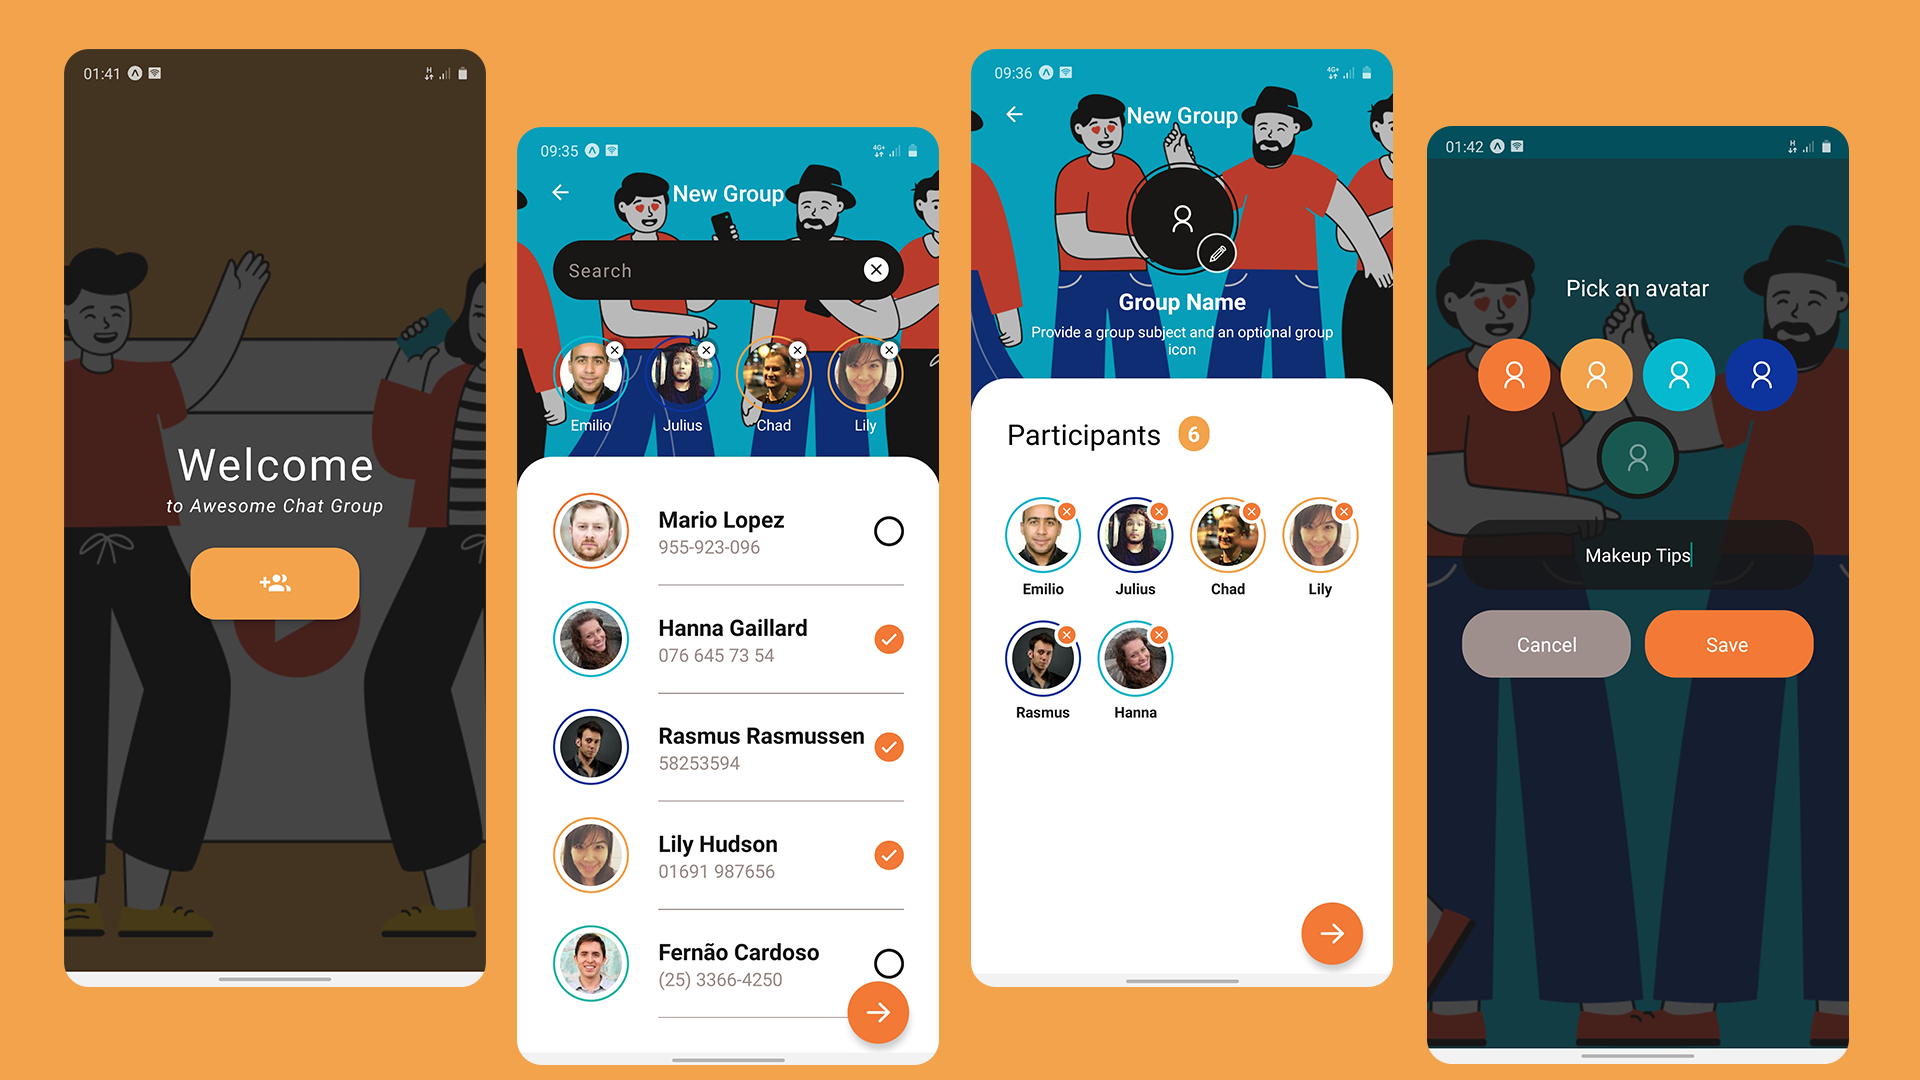 01:41
Welcome
to Awesome Chat Group
09:35
4G+
New Group
Search
Emilio
Julius
Chad
Lily
Mario Lopez
955-923-096
Hanna Gaillard
076 645 73 54
Rasmus Rasmussen
58253594
Lily Hudson
01691 987656
Fernão Cardoso
(25) 3366-4250
09:36
4G+
New Group
Group Name
Provide a group subject and an optional group
icon
Participants 6
Emilio
Julius
Chad
Lily
Rasmus
Hanna
01:42
H
Pick an avatar
Makeup Tips
Cancel
Save